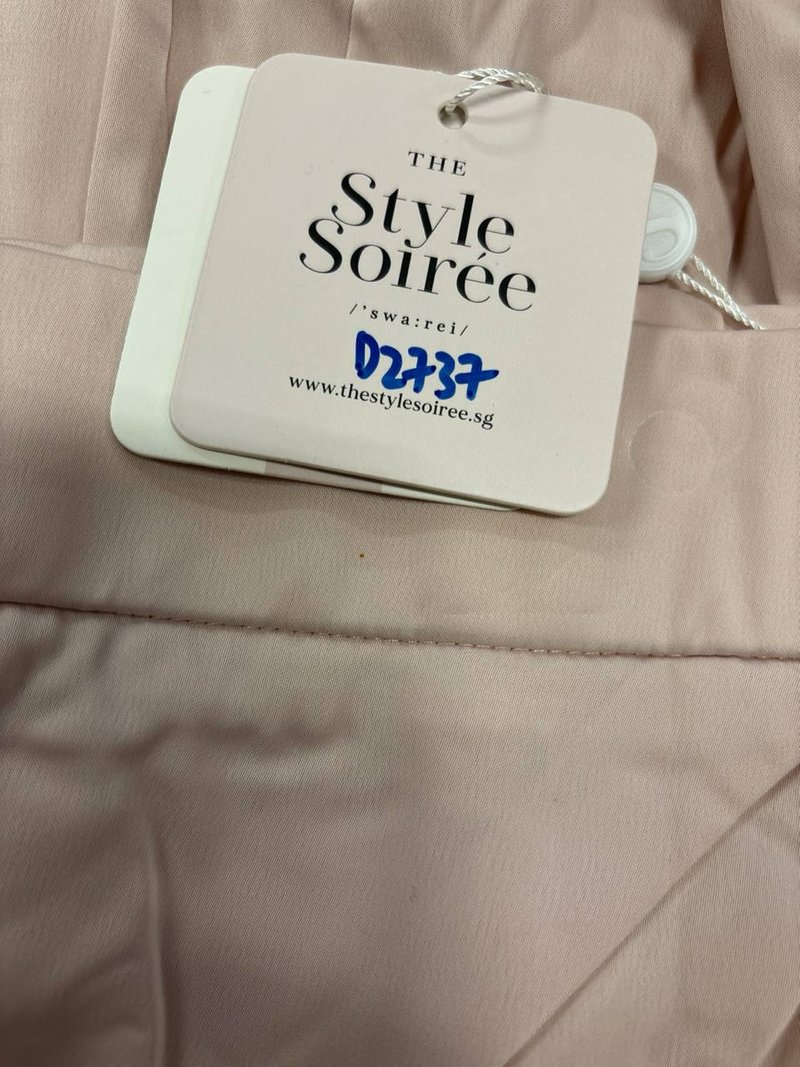 THE
Style
Soirée
/'swa:rei/
D2737
www.thestylesoiree.sg